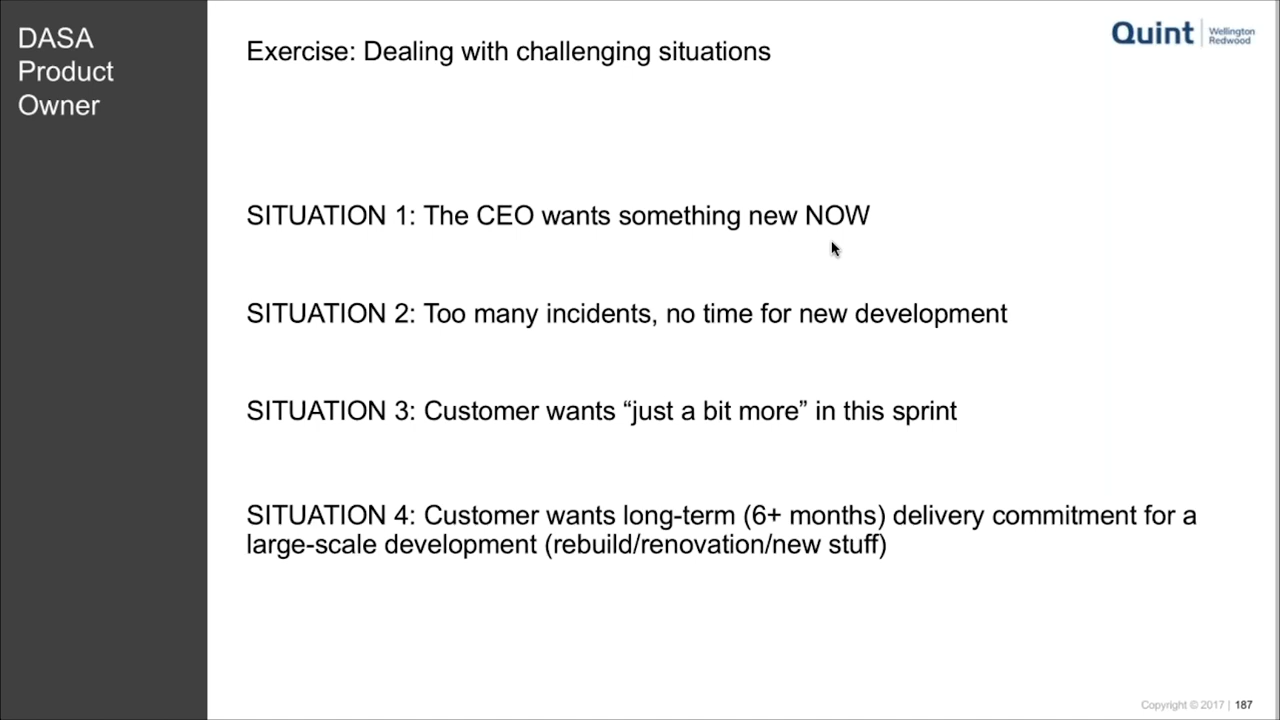 DASA
Product
Owner
Exercise: Dealing with challenging situations
Quint
Wellington
Redwood
SITUATION 1: The CEO wants something new NOW
SITUATION 2: Too many incidents, no time for new development
SITUATION 3: Customer wants “just a bit more” in this sprint
SITUATION 4: Customer wants long-term (6+ months) delivery commitment for a
large-scale development (rebuild/renovation/new stuff)
Copyright © 2017 | 187